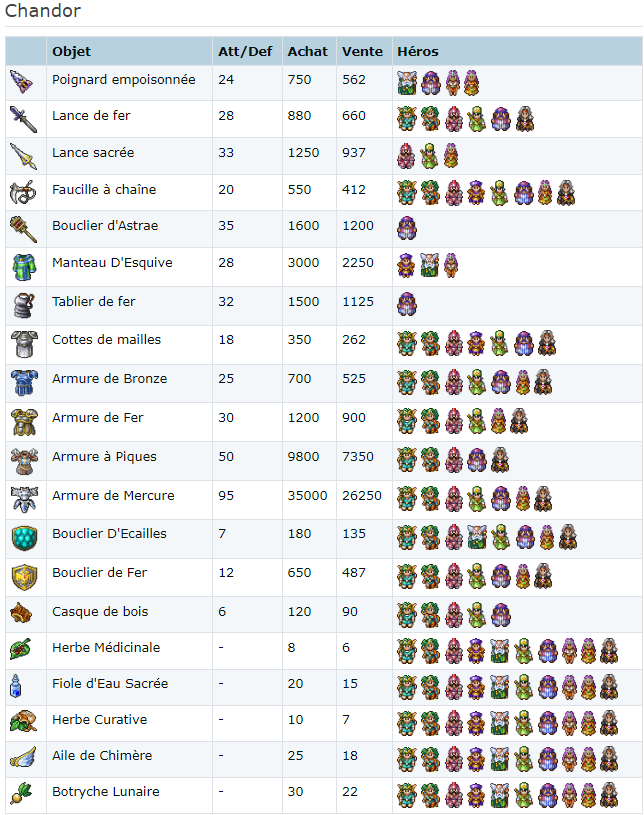 Chandor
Objet Att/Def Achat Vente Héros
Poignard empoisonnée 24 750 562
Lance de fer 28 880 660
Lance sacrée 33 1250 937
Faucille à chaîne 20 550 412
Bouclier d'Astrae 35 1600 1200
Manteau D'Esquive 28 3000 2250
Tablier de fer 32 1500 1125
Cottes de mailles 18 350 262
Armure de Bronze 25 700 525
Armure de Fer 30 1200 900
Armure à Piques 50 9800 7350
Armure de Mercure 95 35000 26250
Bouclier D'Ecailles 7 180 135
Bouclier de Fer 12 650 487
Casque de bois 6 120 90
Herbe Médicinale - 8 6
Fiole d'Eau Sacrée - 20 15
Herbe Curative - 10 7
Aile de Chimère - 25 18
Botryche Lunaire - 30 22